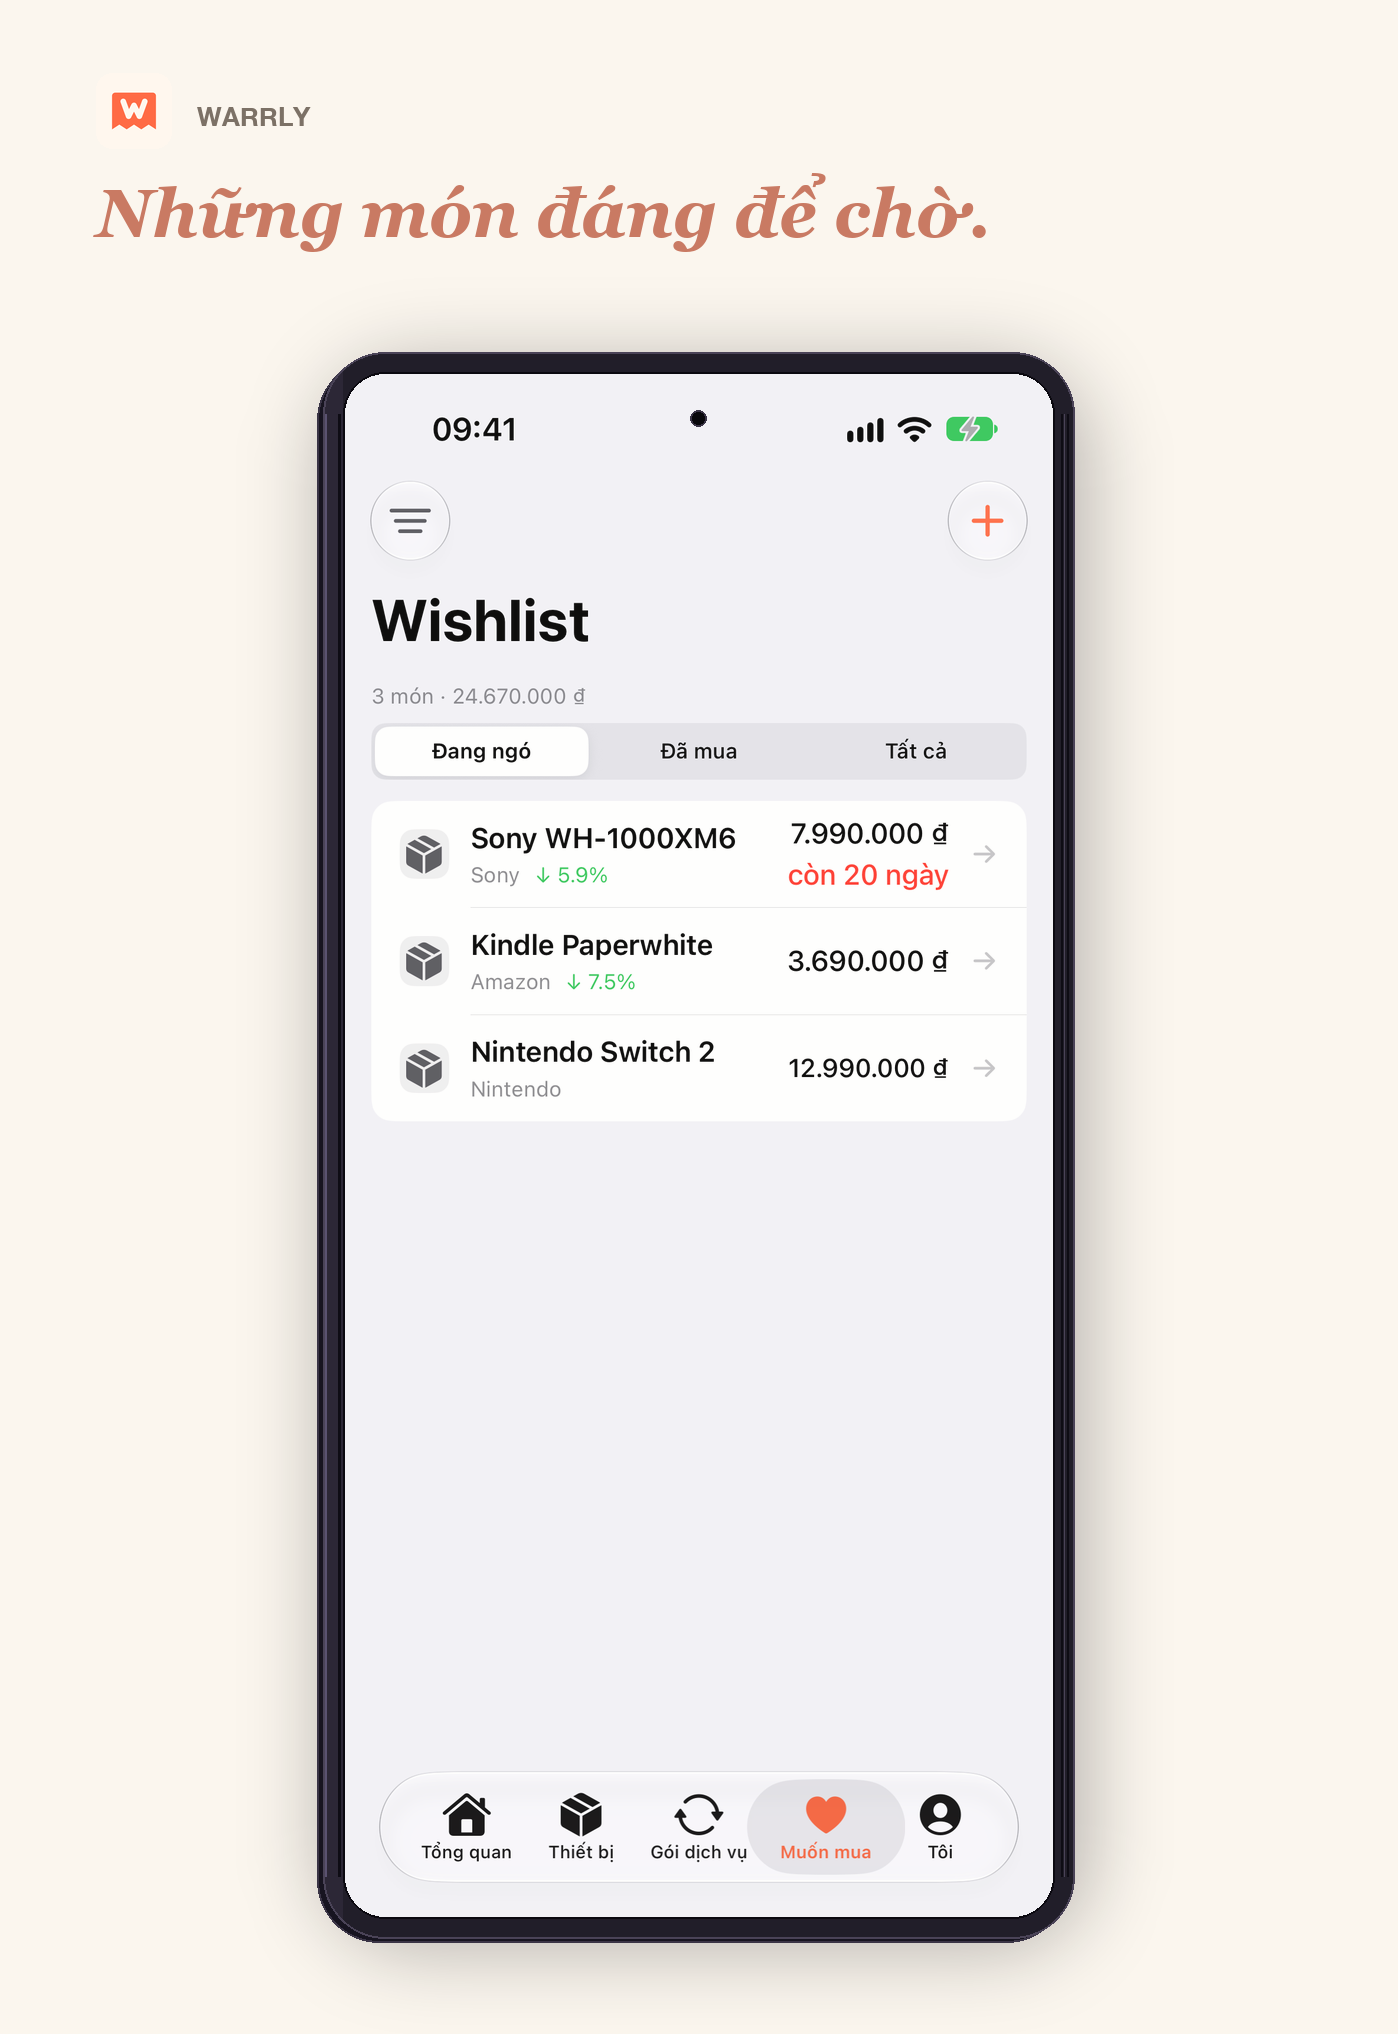 WARRLY
Những món đáng để chờ.
09:41
Wishlist
3 món · 24.670.000 ₫
Đang ngó
Đã mua
Tất cả
Sony WH-1000XM6
7.990.000 ₫
Sony ↓ 5.9%
còn 20 ngày
Kindle Paperwhite
3.690.000 ₫
Amazon ↓ 7.5%
Nintendo Switch 2
12.990.000 ₫
Nintendo
Tổng quan
Thiết bị
Gói dịch vụ
Muốn mua
Tôi